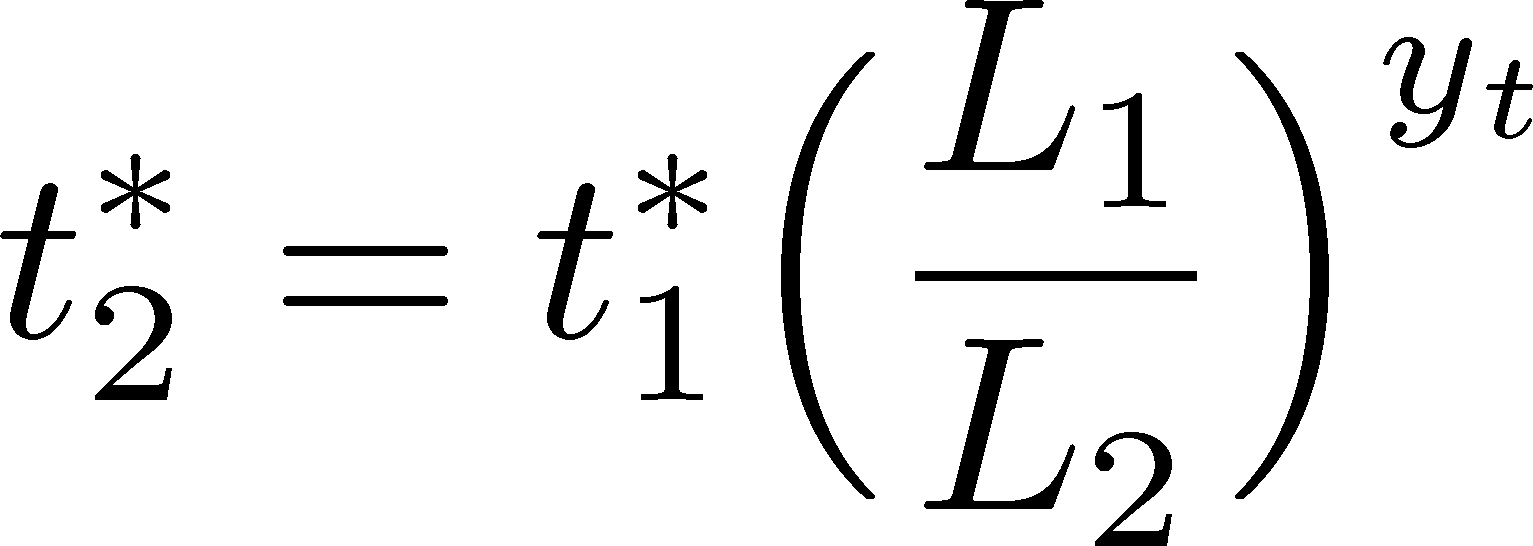 t_2^* = t_1^* \left( \frac{L_1}{L_2} \right)^{y_t}